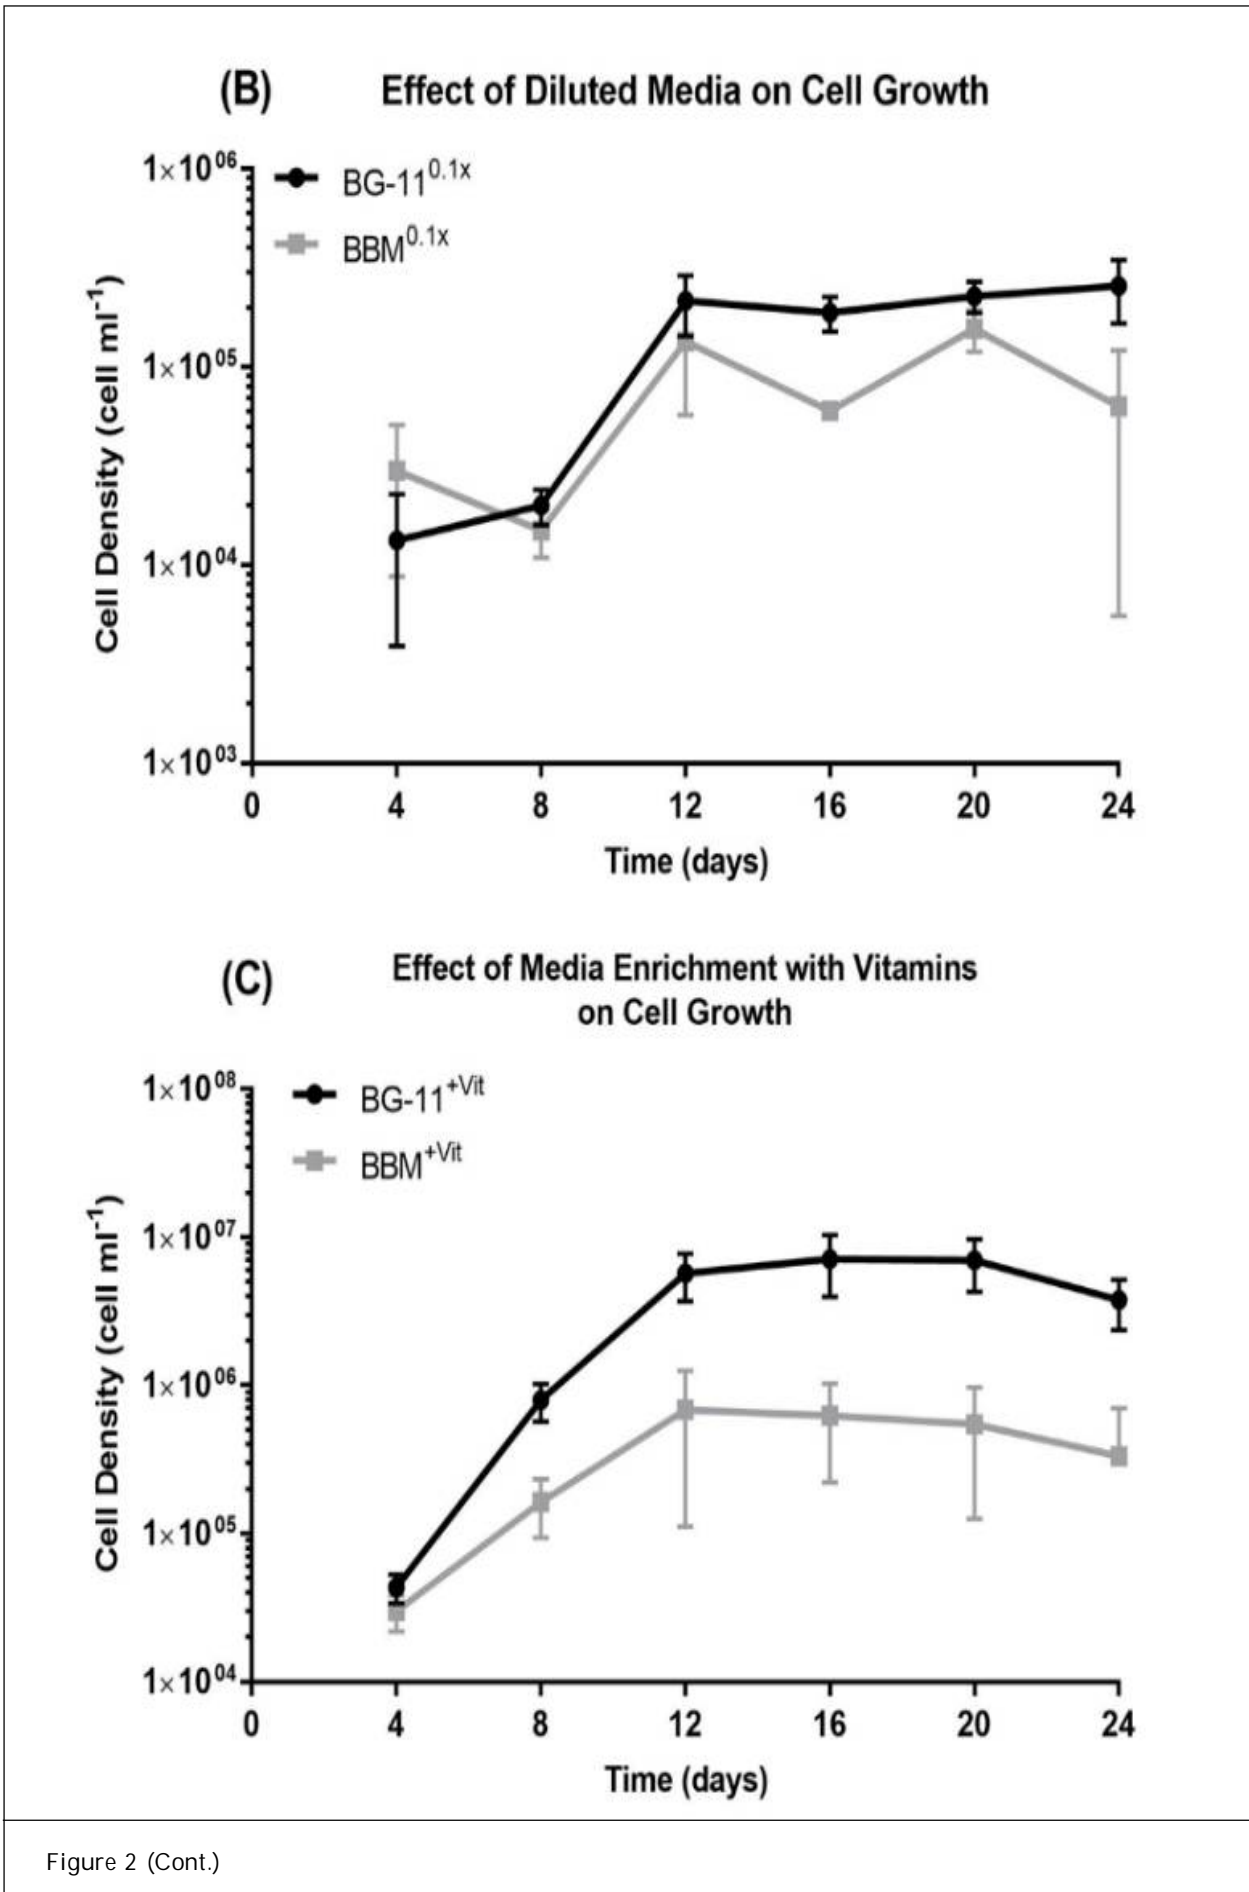 (B) Effect of Diluted Media on Cell Growth
1×10^06
BG-11^0.1x
BBM^0.1x
1×10^05
1×10^04
1×10^03
Cell Density (cell ml^-1)
0 4 8 12 16 20 24
Time (days)
(C) Effect of Media Enrichment with Vitamins
on Cell Growth
1×10^08
BG-11^+Vit
BBM^+Vit
1×10^07
1×10^06
1×10^05
1×10^04
Cell Density (cell ml^-1)
0 4 8 12 16 20 24
Time (days)
Figure 2 (Cont.)